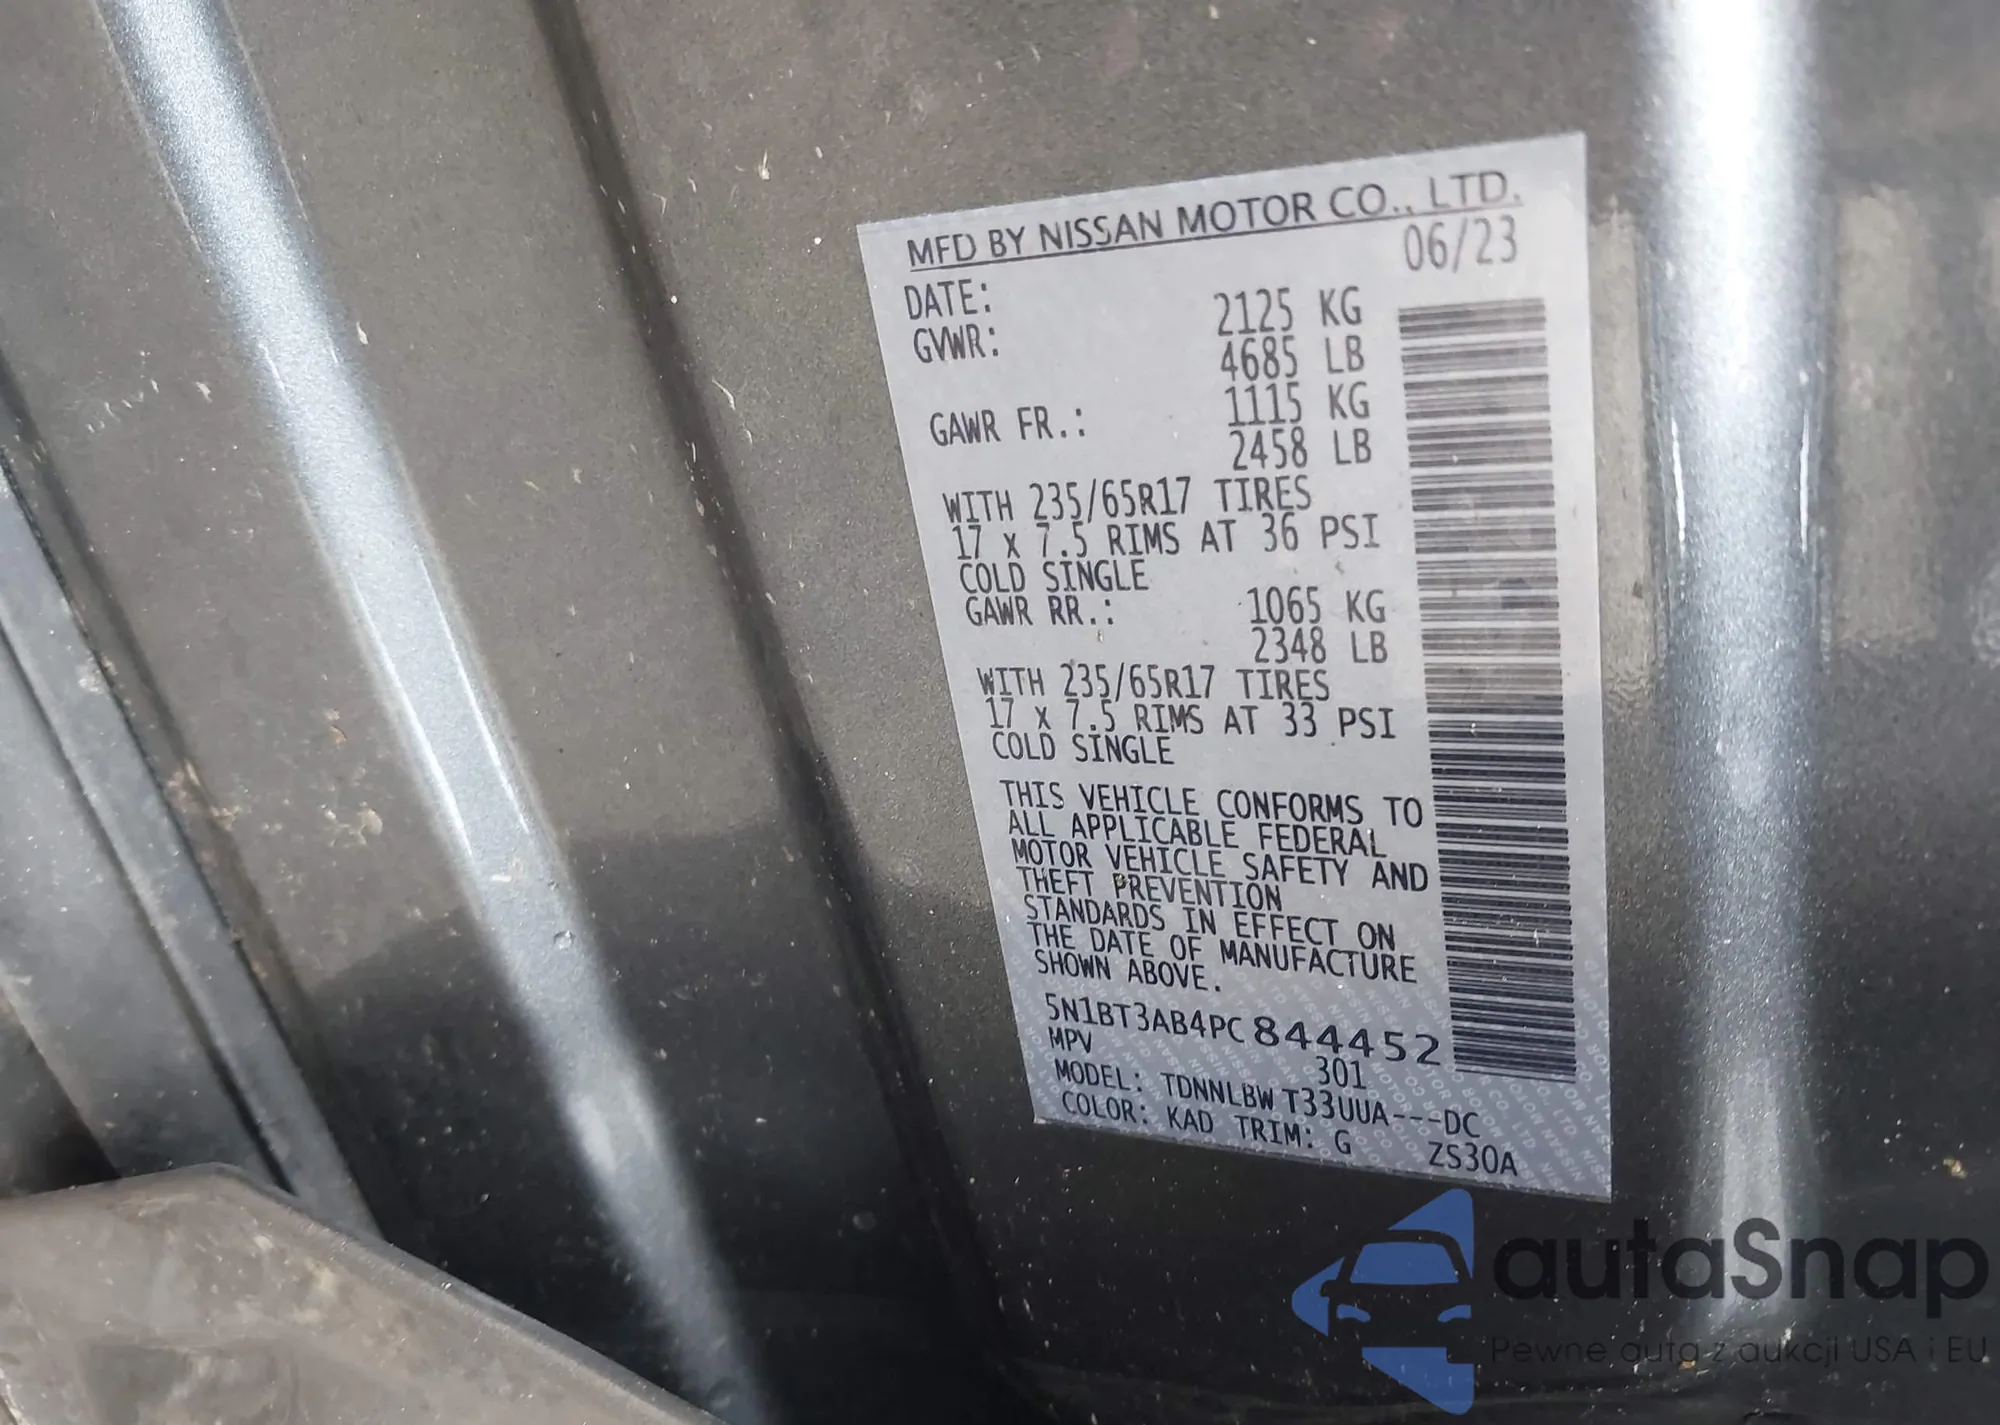 MFD BY NISSAN MOTOR CO., LTD.
DATE: 06/23
GVWR: 2125 KG
4685 LB
GAWR FR.: 1115 KG
2458 LB
WITH 235/65R17 TIRES
17 x 7.5 RIMS AT 36 PSI
COLD SINGLE
GAWR RR.: 1065 KG
2348 LB
WITH 235/65R17 TIRES
17 x 7.5 RIMS AT 33 PSI
COLD SINGLE
THIS VEHICLE CONFORMS TO
ALL APPLICABLE FEDERAL
MOTOR VEHICLE SAFETY AND
THEFT PREVENTION
STANDARDS IN EFFECT ON
THE DATE OF MANUFACTURE
SHOWN ABOVE.
5N1BT3AB4PC844452
MPV 301
MODEL: TDNNLBW T33UUA---DC
COLOR: KAD TRIM: G ZS30A
autaSnap
Pewne auta z aukcji USA i EU